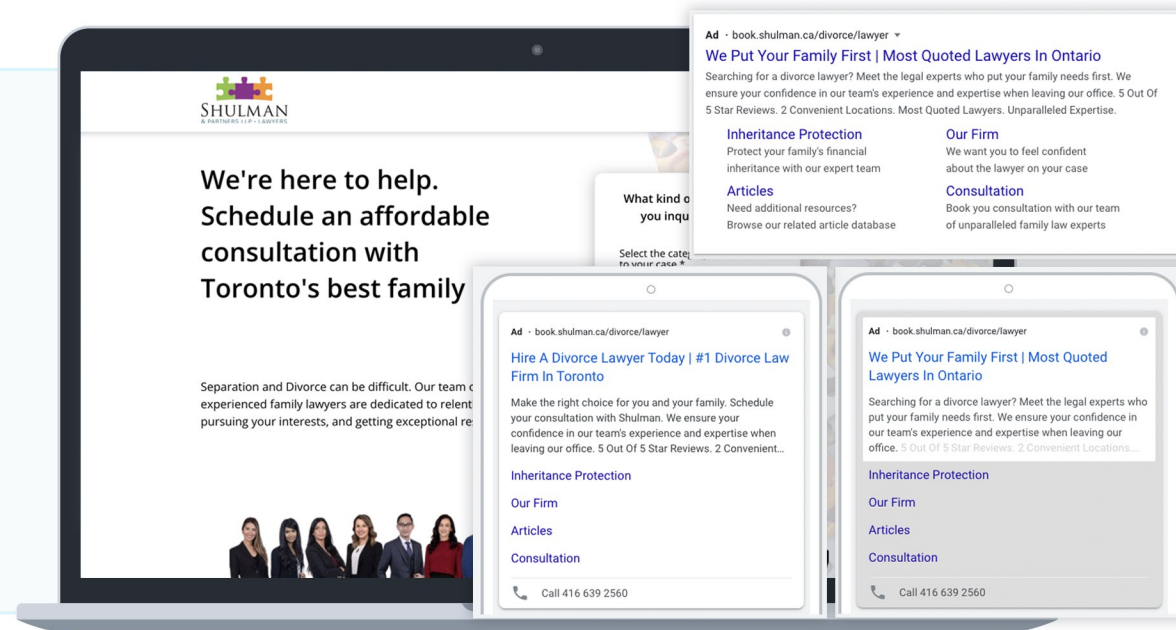 SHULMAN
& PARTNERS LLP • LAWYERS
We're here to help.
Schedule an affordable
consultation with
Toronto's best family
Separation and Divorce can be difficult. Our team
experienced family lawyers are dedicated to
pursuing your interests, and getting exceptional
What kind
you
Select the
to your case *
Ad · book.shulman.ca/divorce/lawyer
We Put Your Family First | Most Quoted Lawyers In Ontario
Searching for a divorce lawyer? Meet the legal experts who put your family needs first. We
ensure your confidence in our team's experience and expertise when leaving our office. 5 Out Of
5 Star Reviews. 2 Convenient Locations. Most Quoted Lawyers. Unparalleled Expertise.
Inheritance Protection
Protect your family's financial
inheritance with our expert team
Our Firm
We want you to feel confident
about the lawyer on your case
Articles
Need additional resources?
Browse our related article database
Consultation
Book you consultation with our team
of unparalleled family law experts
Ad · book.shulman.ca/divorce/lawyer
Hire A Divorce Lawyer Today | #1 Divorce Law
Firm In Toronto
Make the right choice for you and your family. Schedule
your consultation with Shulman. We ensure your
confidence in our team's experience and expertise when
leaving our office. 5 Out Of 5 Star Reviews. 2 Convenient...
Inheritance Protection
Our Firm
Articles
Consultation
Call 416 639 2560
Ad · book.shulman.ca/divorce/lawyer
We Put Your Family First | Most Quoted
Lawyers In Ontario
Searching for a divorce lawyer? Meet the legal experts who
put your family needs first. We ensure your confidence in
our team's experience and expertise when leaving our
office. 5 Out Of 5 Star Reviews. 2 Convenient Locations....
Inheritance Protection
Our Firm
Articles
Consultation
Call 416 639 2560